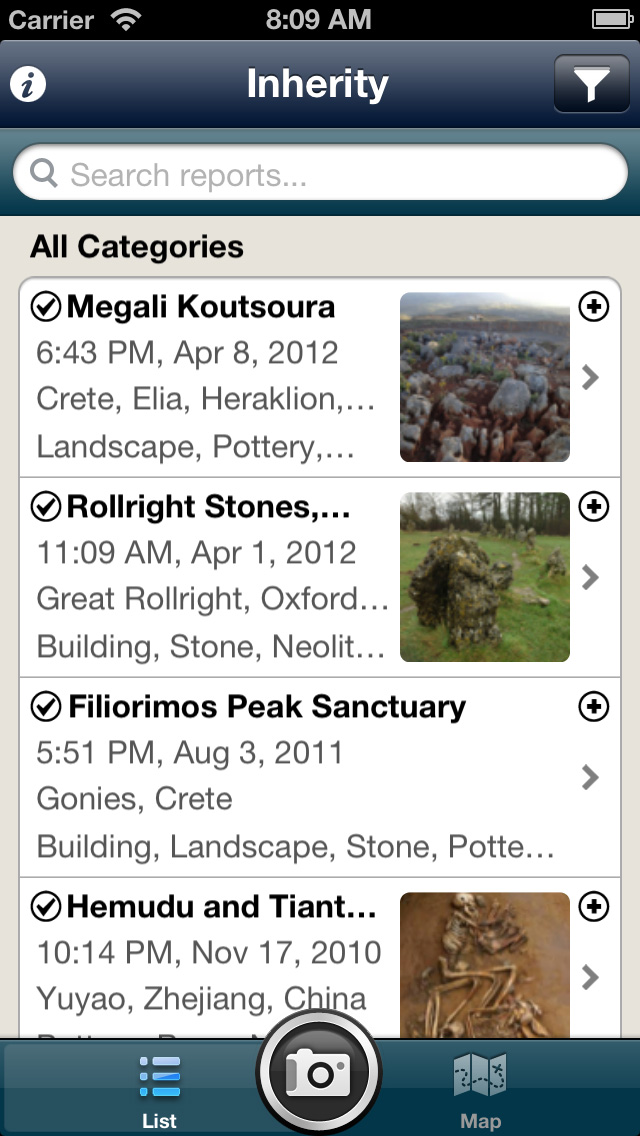 Carrier 8:09 AM
Inherity
Search reports...
All Categories
Megali Koutsoura
6:43 PM, Apr 8, 2012
Crete, Elia, Heraklion,...
Landscape, Pottery,...
Rollright Stones,...
11:09 AM, Apr 1, 2012
Great Rollright, Oxford...
Building, Stone, Neolit...
Filiorimos Peak Sanctuary
5:51 PM, Aug 3, 2011
Gonies, Crete
Building, Landscape, Stone, Potte...
Hemudu and Tiant...
10:14 PM, Nov 17, 2010
Yuyao, Zhejiang, China
List
Map